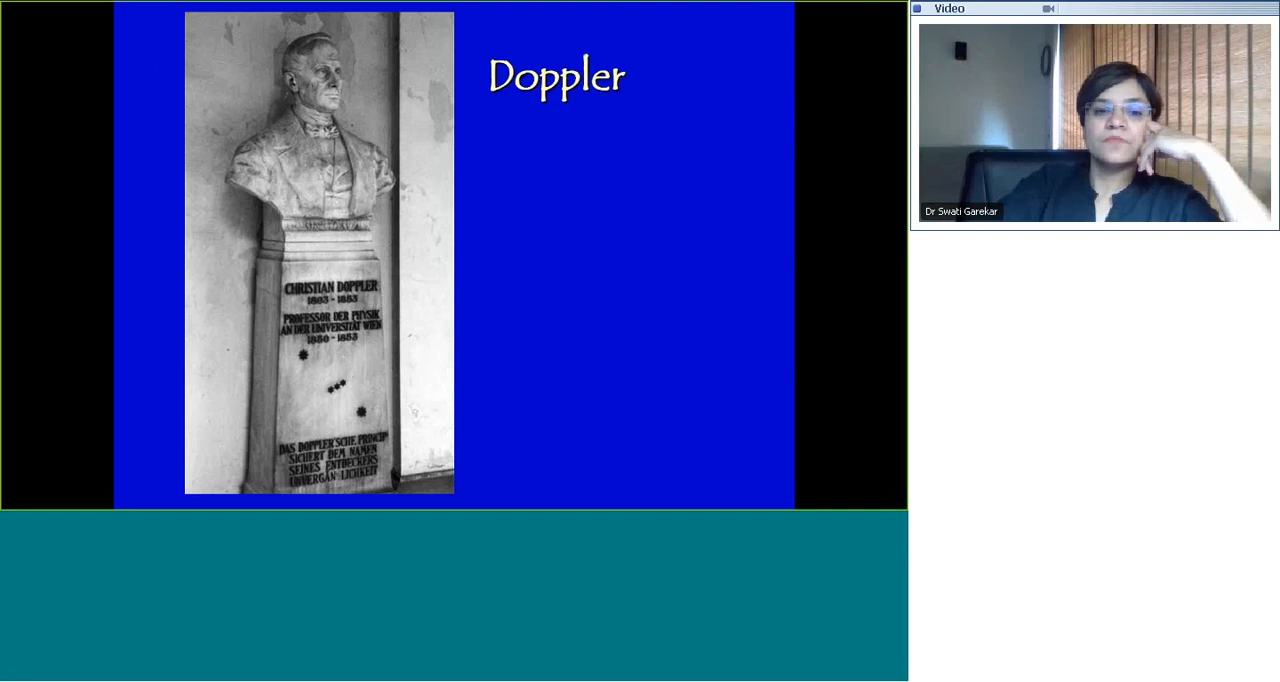 Doppler
CHRISTIAN DOPPLER
1803 - 1853
PROFESSOR DER PHYSIK
AN DER UNIVERSITÄT WIEN
1850 - 1853
DAS DOPPLER'SCHE PRINCIP
SICHERT DEM NAMEN
SEINES ENTDECKERS
UNVERGÄNLICHKEIT
Video
Dr Swati Garekar